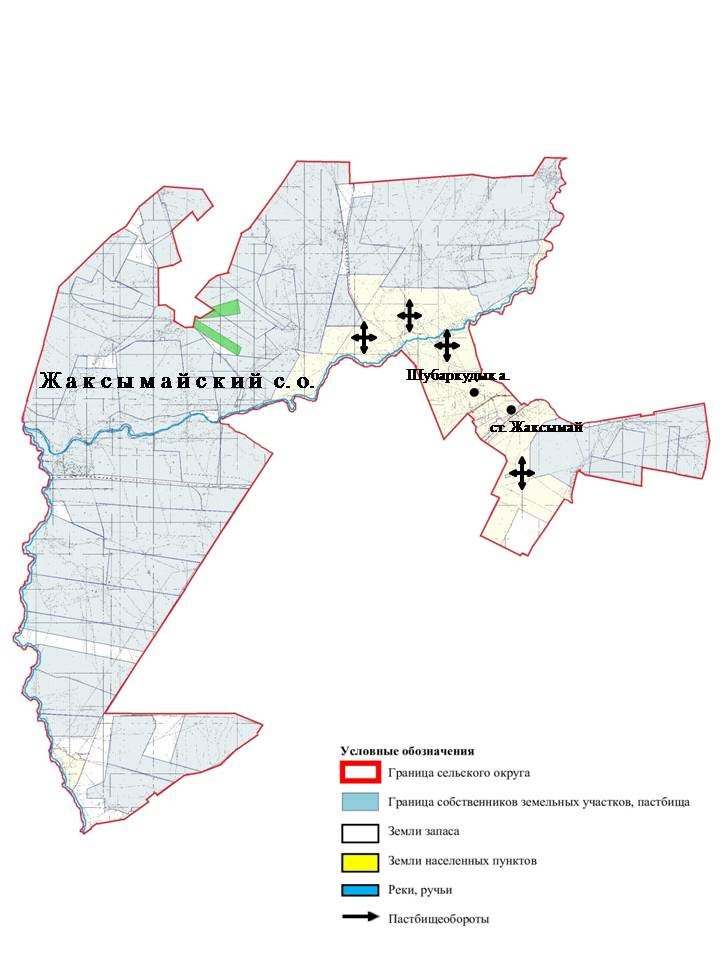 Жаксымайский с. о.
Шубаркудык а.
ст. Жаксымай
Условные обозначения
Граница сельского округа
Граница собственников земельных участков, пастбища
Земли запаса
Земли населенных пунктов
Реки, ручьи
Пастбищеобороты